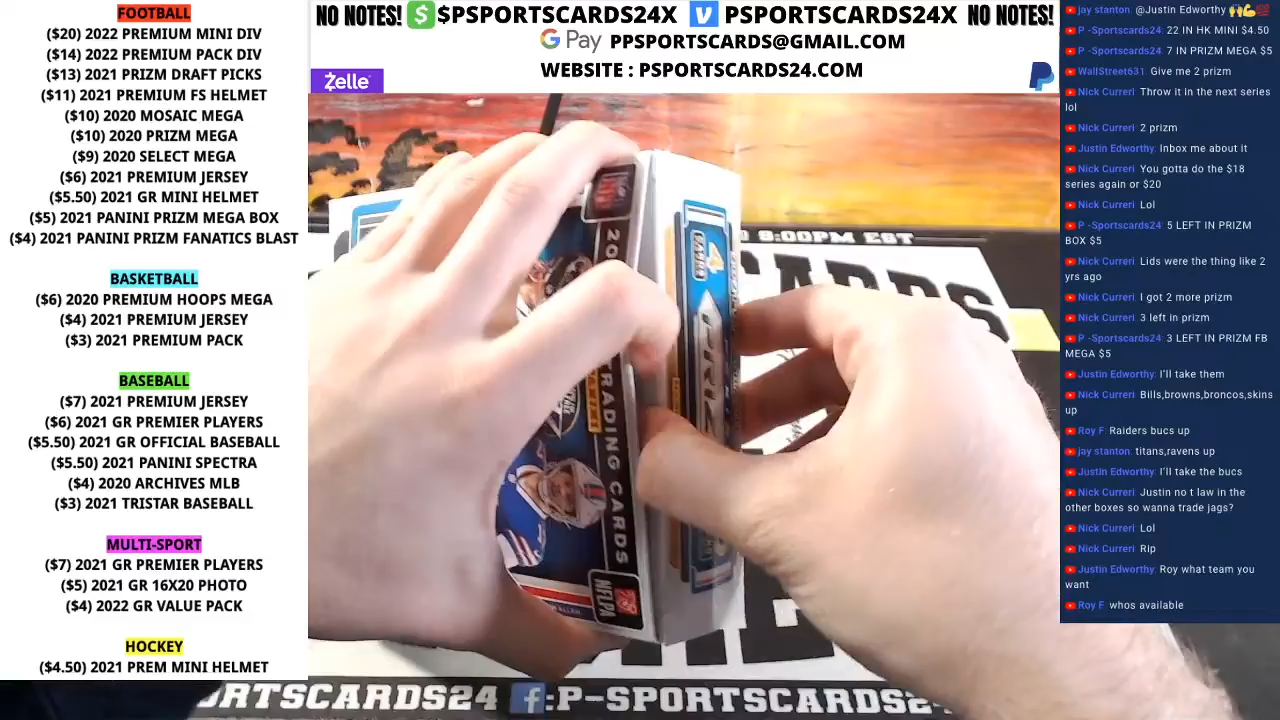 FOOTBALL
($20) 2022 PREMIUM MINI DIV
($14) 2022 PREMIUM PACK DIV
($13) 2021 PRIZM DRAFT PICKS
($11) 2021 PREMIUM FS HELMET
($10) 2020 MOSAIC MEGA
($10) 2020 PRIZM MEGA
($9) 2020 SELECT MEGA
($6) 2021 PREMIUM JERSEY
($5.50) 2021 GR MINI HELMET
($5) 2021 PANINI PRIZM MEGA BOX
($4) 2021 PANINI PRIZM FANATICS BLAST
BASKETBALL
($6) 2020 PREMIUM HOOPS MEGA
($4) 2021 PREMIUM JERSEY
($3) 2021 PREMIUM PACK
BASEBALL
($7) 2021 PREMIUM JERSEY
($6) 2021 GR PREMIER PLAYERS
($5.50) 2021 GR OFFICIAL BASEBALL
($5.50) 2021 PANINI SPECTRA
($4) 2020 ARCHIVES MLB
($3) 2021 TRISTAR BASEBALL
MULTI-SPORT
($7) 2021 GR PREMIER PLAYERS
($5) 2021 GR 16X20 PHOTO
($4) 2022 GR VALUE PACK
HOCKEY
($4.50) 2021 PREM MINI HELMET
NO NOTES! $ $PSPORTSCARDS24X V PSPORTSCARDS24X NO NOTES!
G Pay PPSPORTSCARDS@GMAIL.COM
WEBSITE : PSPORTSCARDS24.COM
Zelle
9:00PM EST
20
TRADING CARDS
PANINI
PRIZM
NFLPA
ORTSCARDS24 f:P-SPORTSCARDS24
jay stanton: @Justin Edworthy
P -Sportscards24: 22 IN HK MINI $4.50
P -Sportscards24: 7 IN PRIZM MEGA $5
WallStreet631: Give me 2 prizm
Nick Curreri: Throw it in the next series
lol
Nick Curreri: 2 prizm
Justin Edworthy: Inbox me about it
Nick Curreri: You gotta do the $18
series again or $20
Nick Curreri: Lol
P -Sportscards24: 5 LEFT IN PRIZM
BOX $5
Nick Curreri: Lids were the thing like 2
yrs ago
Nick Curreri: I got 2 more prizm
Nick Curreri: 3 left in prizm
P -Sportscards24: 3 LEFT IN PRIZM FB
MEGA $5
Justin Edworthy: I'll take them
Nick Curreri: Bills,browns,broncos,skins
up
Roy F: Raiders bucs up
jay stanton: titans,ravens up
Justin Edworthy: I'll take the bucs
Nick Curreri: Justin no t law in the
other boxes so wanna trade jags?
Nick Curreri: Lol
Nick Curreri: Rip
Justin Edworthy: Roy what team you
want
Roy F: whos available